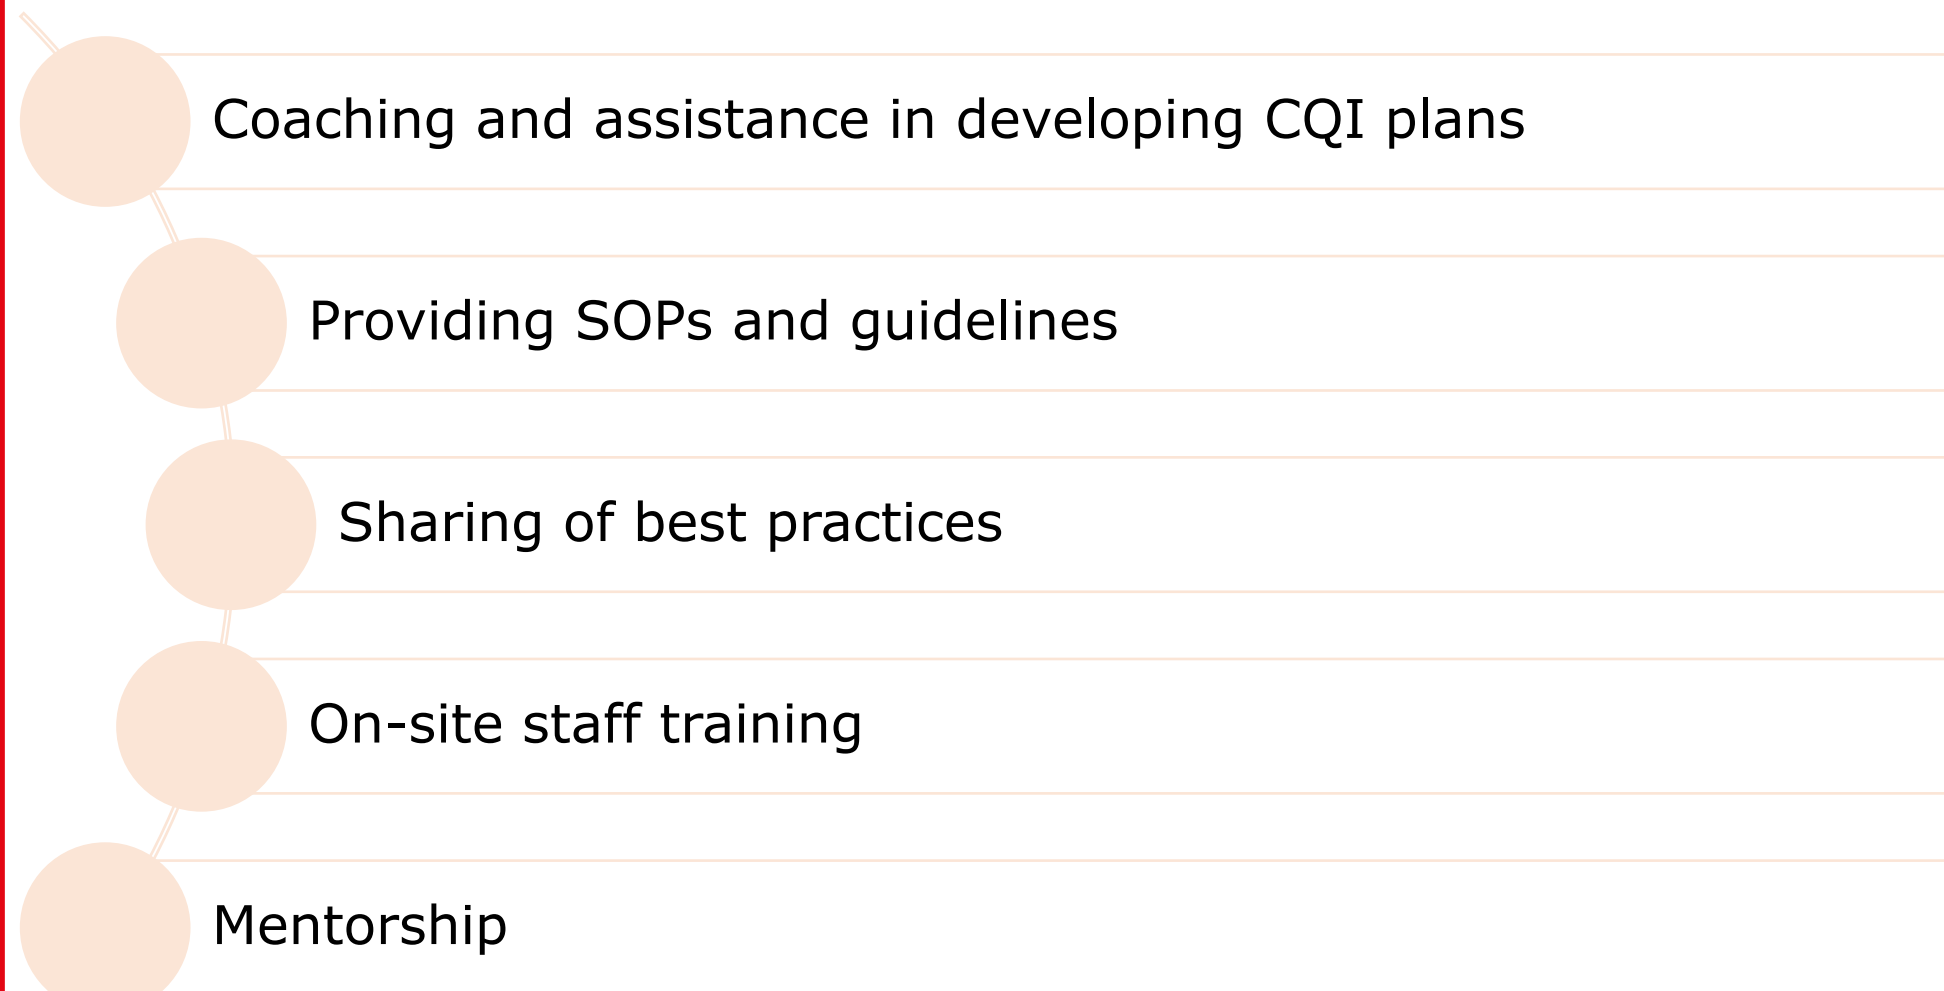 Coaching and assistance in developing CQI plans
Providing SOPs and guidelines
Sharing of best practices
On-site staff training
Mentorship